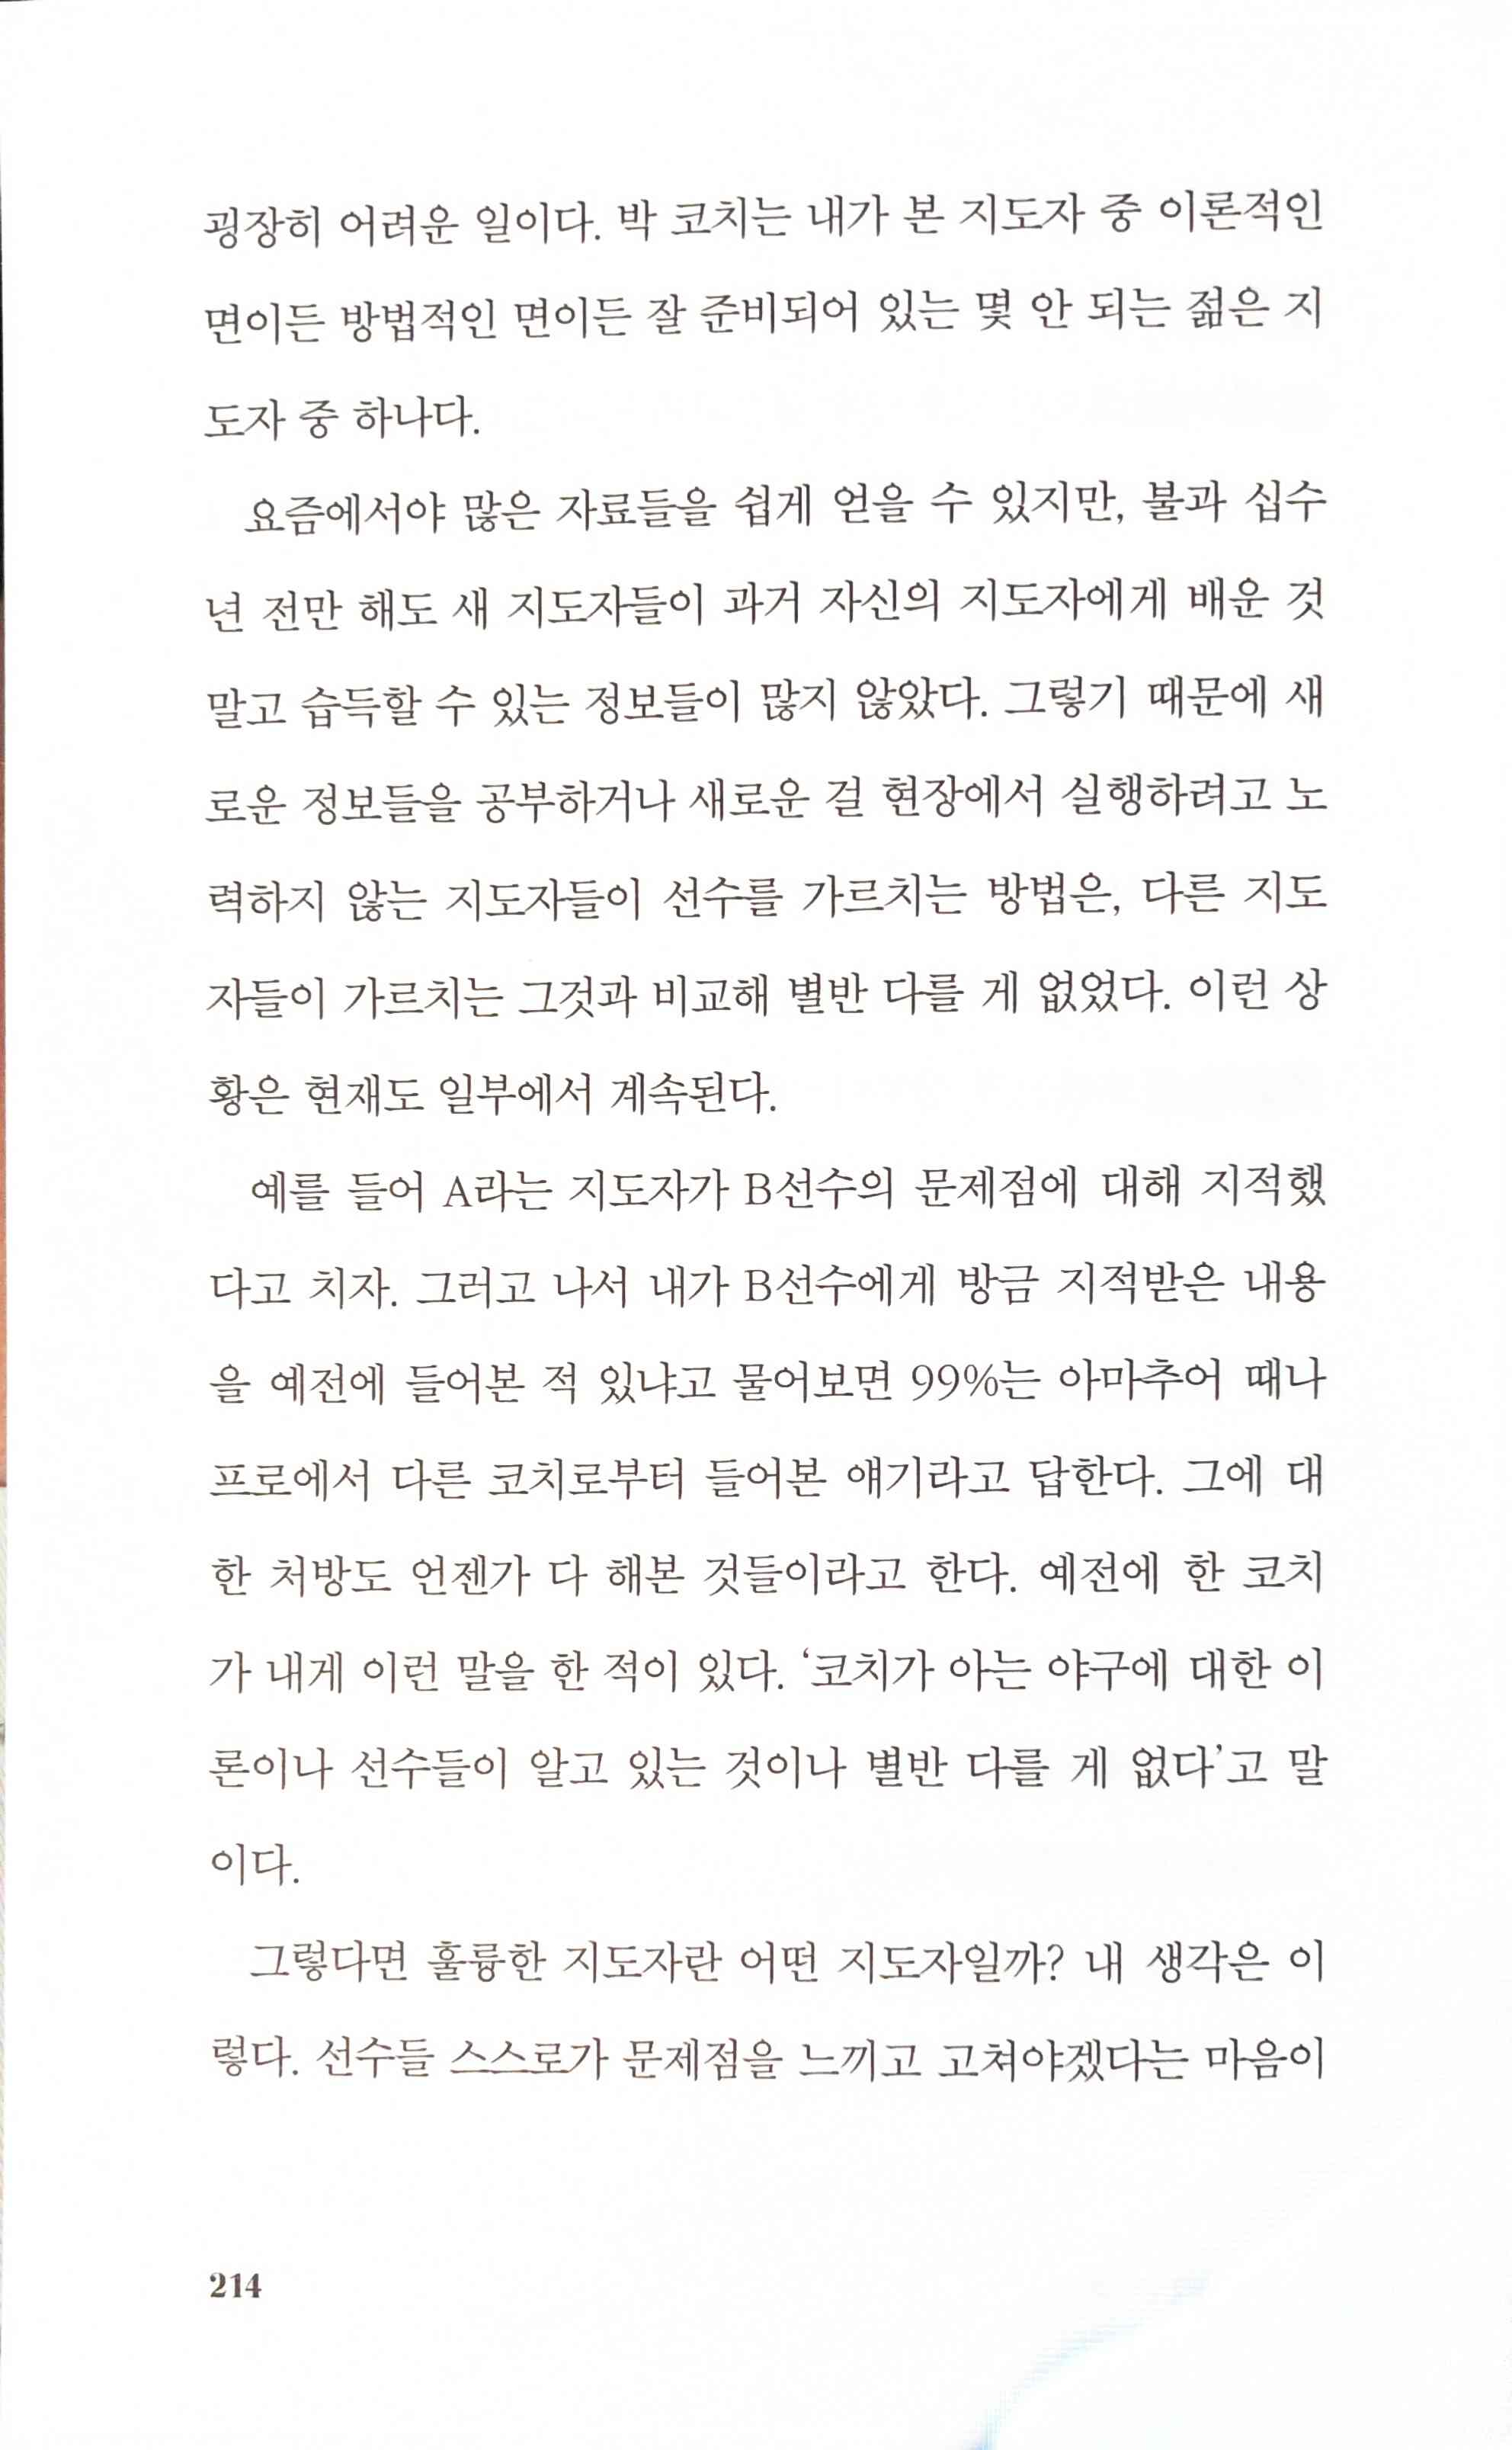 굉장히 어려운 일이다. 박 코치는 내가 본 지도자 중 이론적인
면이든 방법적인 면이든 잘 준비되어 있는 몇 안 되는 젊은 지
도자 중 하나다.
요즘에서야 많은 자료들을 쉽게 얻을 수 있지만, 불과 십수
년 전만 해도 새 지도자들이 과거 자신의 지도자에게 배운 것
말고 습득할 수 있는 정보들이 많지 않았다. 그렇기 때문에 새
로운 정보들을 공부하거나 새로운 걸 현장에서 실행하려고 노
력하지 않는 지도자들이 선수를 가르치는 방법은, 다른 지도
자들이 가르치는 그것과 비교해 별반 다를 게 없었다. 이런 상
황은 현재도 일부에서 계속된다.
예를 들어 A라는 지도자가 B선수의 문제점에 대해 지적했
다고 치자. 그러고 나서 내가 B선수에게 방금 지적받은 내용
을 예전에 들어본 적 있냐고 물어보면 99%는 아마추어 때나
프로에서 다른 코치로부터 들어본 얘기라고 답한다. 그에 대
한 처방도 언젠가 다 해본 것들이라고 한다. 예전에 한 코치
가 내게 이런 말을 한 적이 있다. ‘코치가 아는 야구에 대한 이
론이나 선수들이 알고 있는 것이나 별반 다를 게 없다’고 말
이다.
그렇다면 훌륭한 지도자란 어떤 지도자일까? 내 생각은 이
렇다. 선수들 스스로가 문제점을 느끼고 고쳐야겠다는 마음이
214